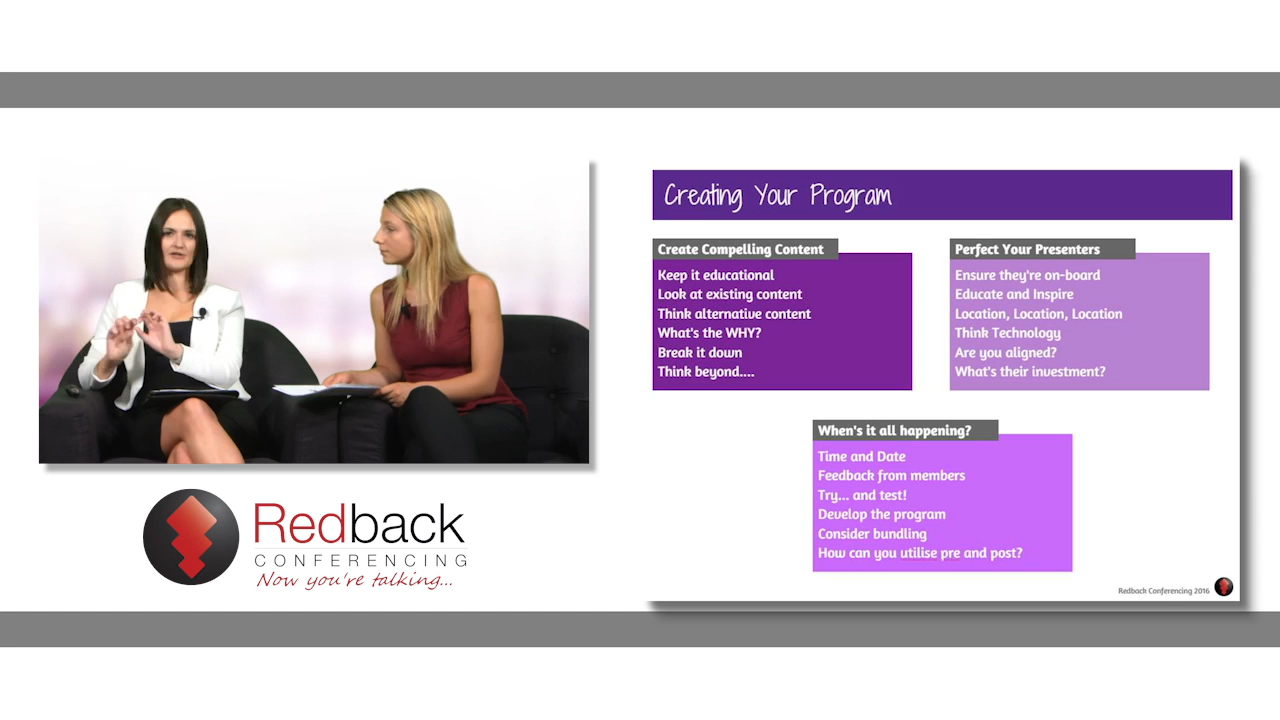 Creating Your Program
Create Compelling Content
Keep it educational
Look at existing content
Think alternative content
What's the WHY?
Break it down
Think beyond....
Perfect Your Presenters
Ensure they're on-board
Educate and Inspire
Location, Location, Location
Think Technology
Are you aligned?
What's their investment?
When's it all happening?
Time and Date
Feedback from members
Try... and test!
Develop the program
Consider bundling
How can you utilise pre and post?
Redback Conferencing 2016
Redback
CONFERENCING
Now you're talking...